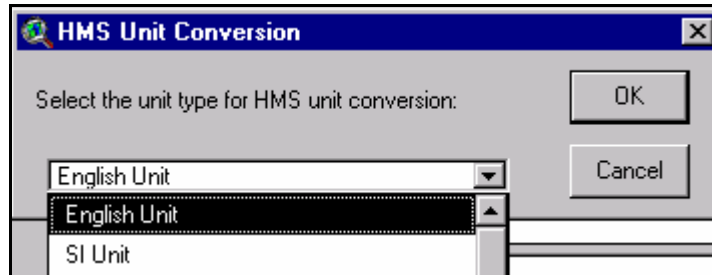 HMS Unit Conversion
Select the unit type for HMS unit conversion:
OK
English Unit
Cancel
English Unit
SI Unit